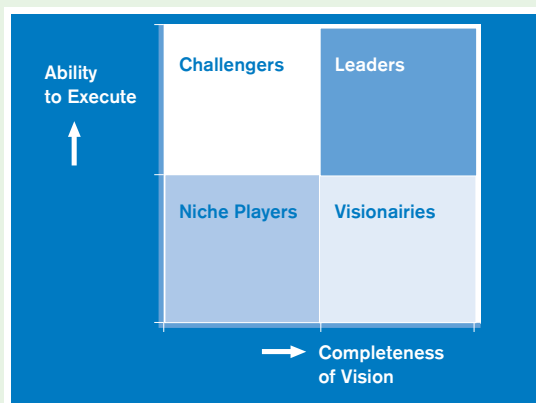 Challengers
Leaders
Ability
to Execute
Niche Players
Visionairies
Completeness
of Vision